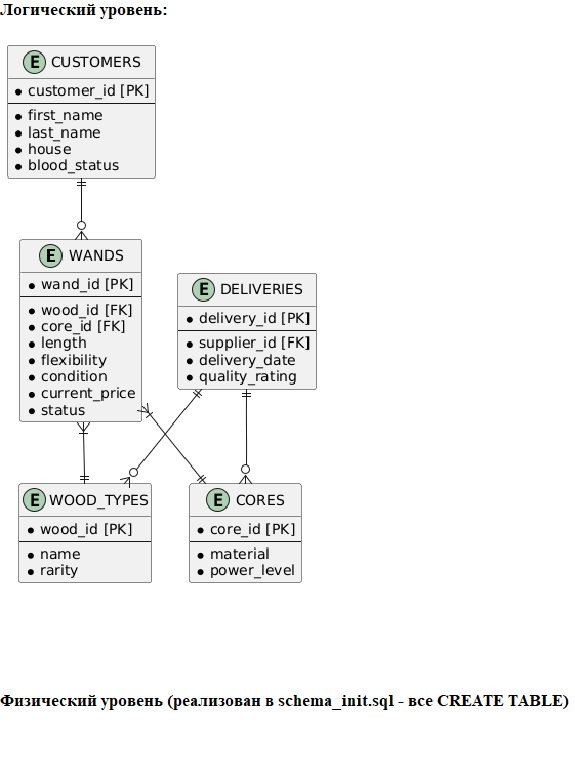 Логический уровень:
E CUSTOMERS
customer_id [PK]
first_name
last_name
house
blood_status
E WANDS
wand_id [PK]
wood_id [FK]
core_id [FK]
length
flexibility
condition
current_price
status
E DELIVERIES
delivery_id [PK]
supplier_id [FK]
delivery_date
quality_rating
E WOOD_TYPES
wood_id [PK]
name
rarity
E CORES
core_id [PK]
material
power_level
Физический уровень (реализован в schema_init.sql - все CREATE TABLE)